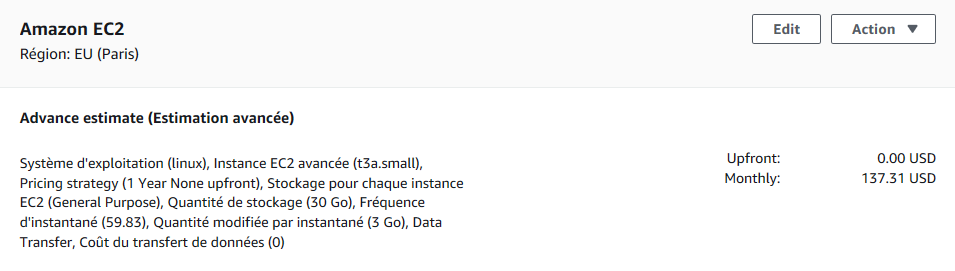 Amazon EC2
Edit
Action
Région: EU (Paris)
Advance estimate (Estimation avancée)
Système d'exploitation (linux), Instance EC2 avancée (t3a.small),
Pricing strategy (1 Year None upfront), Stockage pour chaque instance
EC2 (General Purpose), Quantité de stockage (30 Go), Fréquence
d'instantané (59.83), Quantité modifiée par instantané (3 Go), Data
Transfer, Coût du transfert de données (0)
Upfront: 0.00 USD
Monthly: 137.31 USD